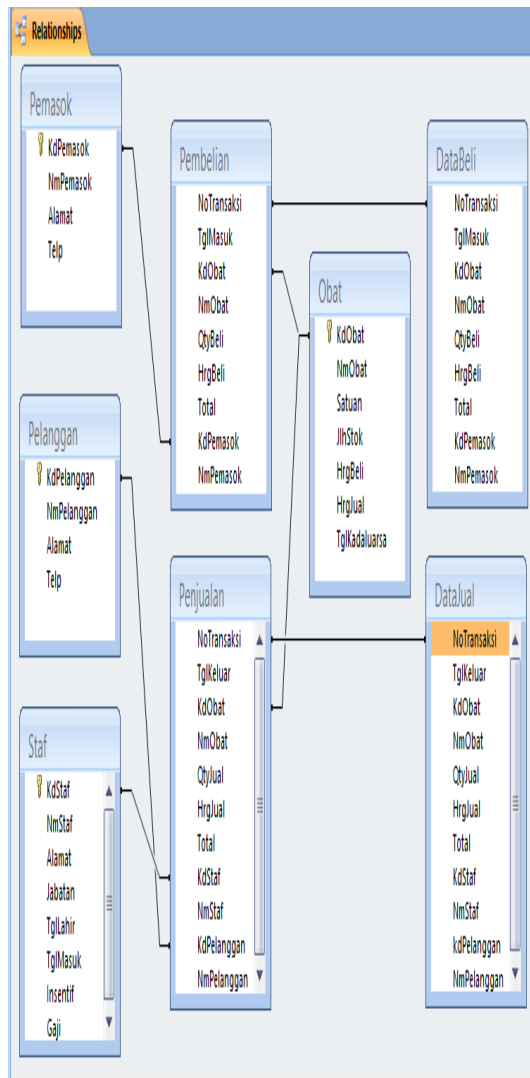 Relationships
Pemasok
KdPemasok
NmPemasok
Alamat
Telp
Pembelian
NoTransaksi
TglMasuk
KdObat
NmObat
QtyBeli
HrgBeli
Total
KdPemasok
NmPemasok
DataBeli
NoTransaksi
TglMasuk
KdObat
NmObat
QtyBeli
HrgBeli
Total
KdPemasok
NmPemasok
Obat
KdObat
NmObat
Satuan
JlhStok
HrgBeli
HrgJual
TglKadaluarsa
Pelanggan
KdPelanggan
NmPelanggan
Alamat
Telp
Penjualan
NoTransaksi
TglKeluar
KdObat
NmObat
QtyJual
HrgJual
Total
KdStaf
NmStaf
KdPelanggan
NmPelanggan
DataJual
NoTransaksi
TglKeluar
KdObat
NmObat
QtyJual
HrgJual
Total
KdStaf
NmStaf
kdPelanggan
NmPelanggan
Staf
KdStaf
NmStaf
Alamat
Jabatan
TglLahir
TglMasuk
Insentif
Gaji